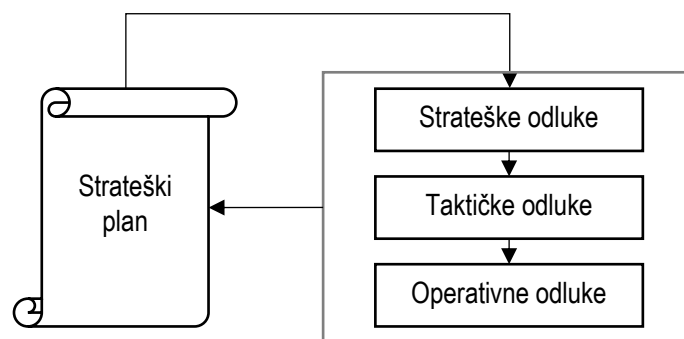 Strateški
plan
Strateške odluke
Taktičke odluke
Operativne odluke